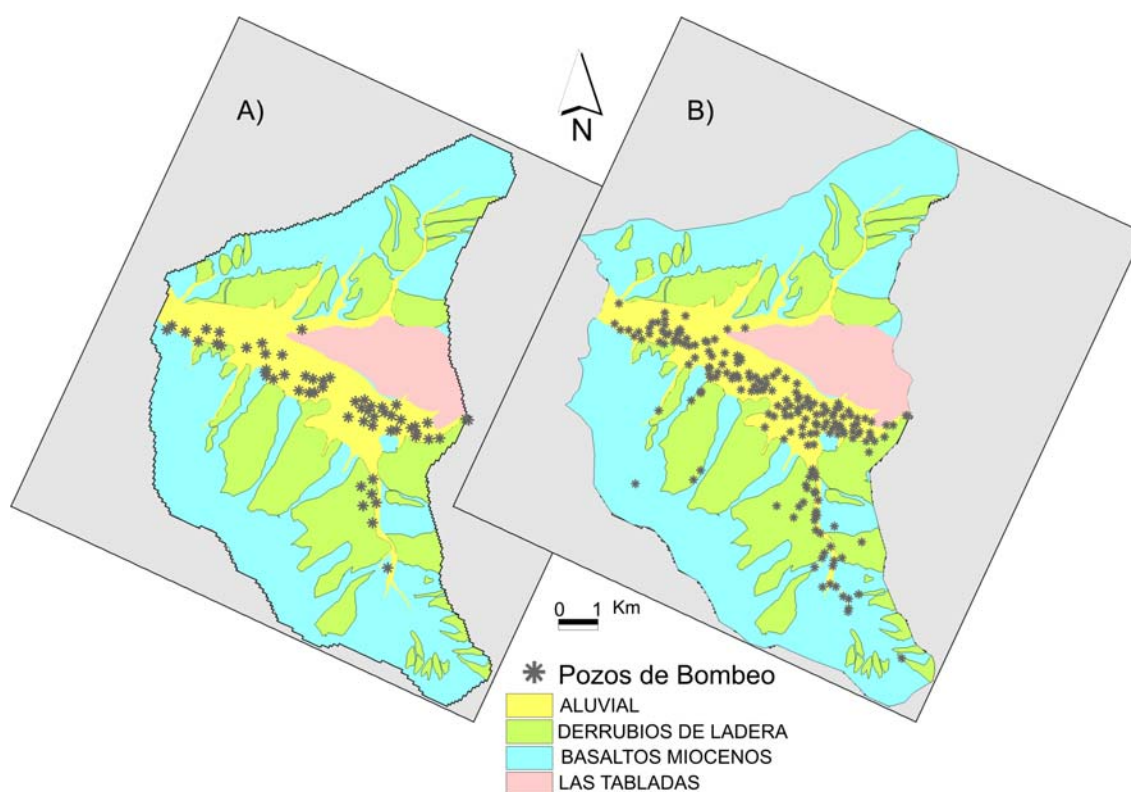 A)
N
B)
0 1 Km
Pozos de Bombeo
ALUVIAL
DERRUBIOS DE LADERA
BASALTOS MIOCENOS
LAS TABLADAS